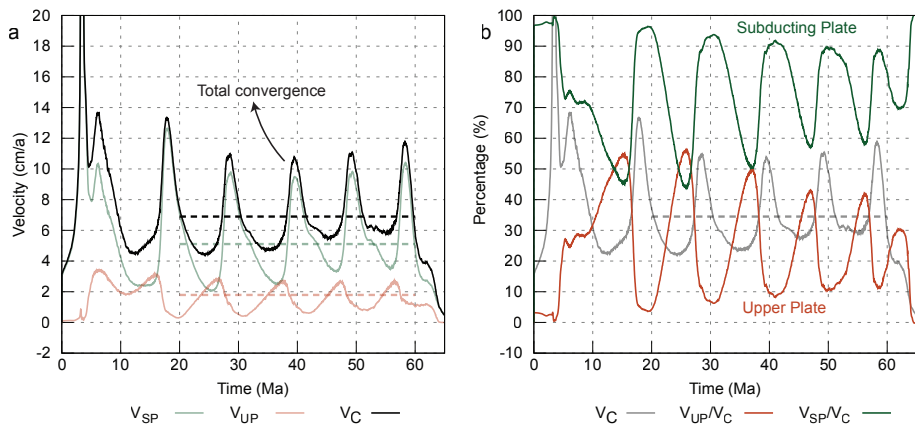 a
20
18
16
14
12
10
8
6
4
2
0
-2
Velocity (cm/a)
Total convergence
0 10 20 30 40 50 60
Time (Ma)
VSP VUP VC
b
100
90
80
70
60
50
40
30
20
10
0
-10
Percentage (%)
Subducting Plate
Upper Plate
0 10 20 30 40 50 60
Time (Ma)
VC VUP/VC VSP/VC